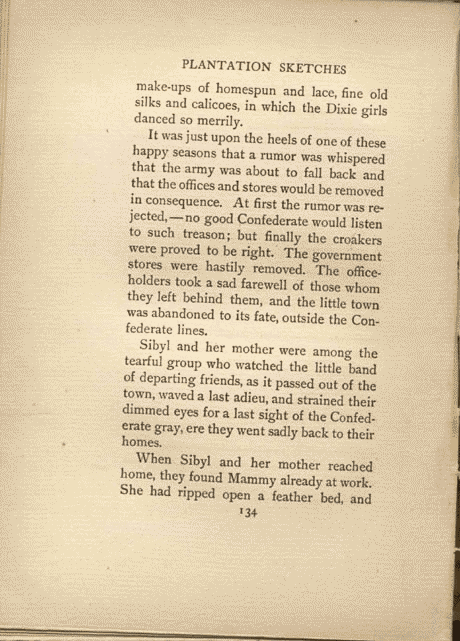 PLANTATION SKETCHES
make-ups of homespun and lace, fine old
silks and calicoes, in which the Dixie girls
danced so merrily.
It was just upon the heels of one of these
happy seasons that a rumor was whispered
that the army was about to fall back and
that the offices and stores would be removed
in consequence. At first the rumor was re-
jected,—no good Confederate would listen
to such treason; but finally the croakers
were proved to be right. The government
stores were hastily removed. The office-
holders took a sad farewell of those whom
they left behind them, and the little town
was abandoned to its fate, outside the Con-
federate lines.
Sibyl and her mother were among the
tearful group who watched the little band
of departing friends, as it passed out of the
town, waved a last adieu, and strained their
dimmed eyes for a last sight of the Confed-
erate gray, ere they went sadly back to their
homes.
When Sibyl and her mother reached
home, they found Mammy already at work.
She had ripped open a feather bed, and
134